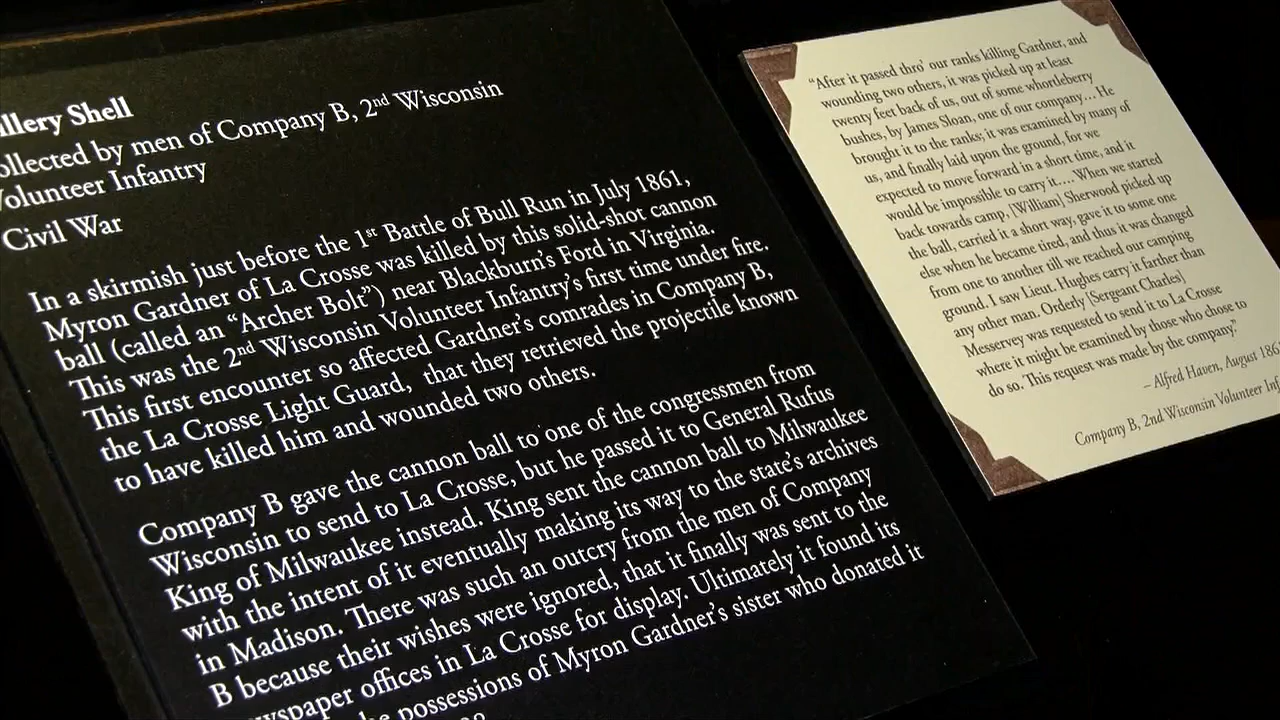 illery Shell
ollected by men of Company B, 2nd Wisconsin
Volunteer Infantry
Civil War
In a skirmish just before the 1st Battle of Bull Run in July 1861,
Myron Gardner of La Crosse was killed by this solid-shot cannon
ball (called an “Archer Bolt”) near Blackburn’s Ford in Virginia.
This was the 2nd Wisconsin Volunteer Infantry’s first time under fire.
This first encounter so affected Gardner’s comrades in Company B,
the La Crosse Light Guard, that they retrieved the projectile known
to have killed him and wounded two others.
Company B gave the cannon ball to one of the congressmen from
Wisconsin to send to La Crosse, but he passed it to General Rufus
King of Milwaukee instead. King sent the cannon ball to Milwaukee
with the intent of it eventually making its way to the state’s archives
in Madison. There was such an outcry from the men of Company
B because their wishes were ignored, that it finally was sent to the
wspaper offices in La Crosse for display. Ultimately it found its
he possessions of Myron Gardner’s sister who donated it
“After it passed thro’ our ranks killing Gardner, and
wounding two others, it was picked up at least
twenty feet back of us, out of some whortleberry
bushes, by James Sloan, one of our company… He
brought it to the ranks; it was examined by many of
us, and finally laid upon the ground, for we
expected to move forward in a short time, and it
would be impossible to carry it… When we started
back towards camp, [William] Sherwood picked up
the ball, carried it a short way, gave it to some one
else when he became tired, and thus it was changed
from one to another till we reached our camping
ground. I saw Lieut. Hughes carry it farther than
any other man. Orderly [Sergeant Charles]
Messervey was requested to send it to La Crosse
where it might be examined by those who chose to
do so. This request was made by the company.”
– Alfred Haven, August 186
Company B, 2nd Wisconsin Volunteer Inf